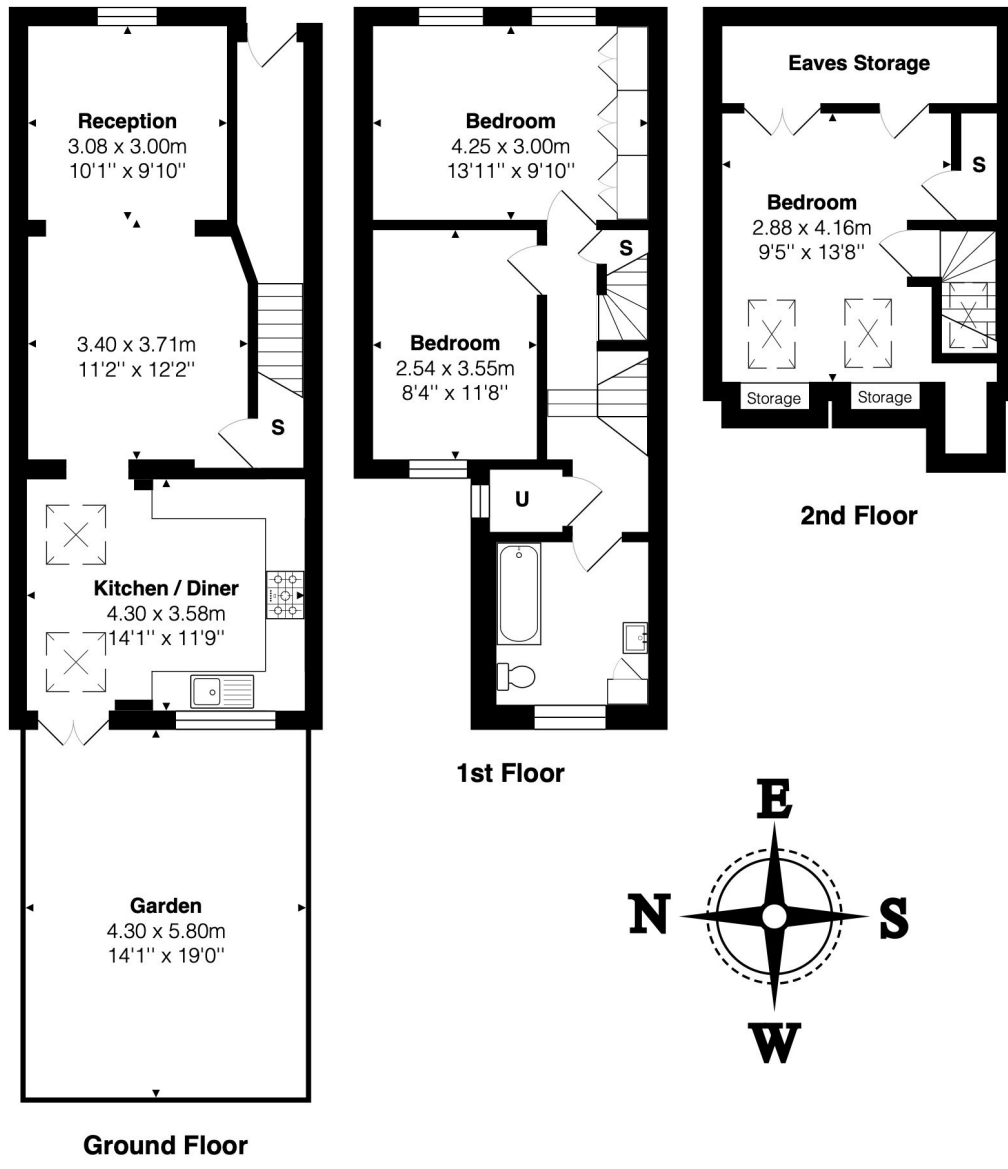 Reception
3.08 x 3.00m
10'1'' x 9'10''
3.40 x 3.71m
11'2'' x 12'2''
S
Kitchen / Diner
4.30 x 3.58m
14'1'' x 11'9''
Garden
4.30 x 5.80m
14'1'' x 19'0''
Ground Floor
Bedroom
4.25 x 3.00m
13'11'' x 9'10''
S
Bedroom
2.54 x 3.55m
8'4'' x 11'8''
U
1st Floor
Eaves Storage
S
Bedroom
2.88 x 4.16m
9'5'' x 13'8''
Storage
Storage
2nd Floor
E
N
S
W